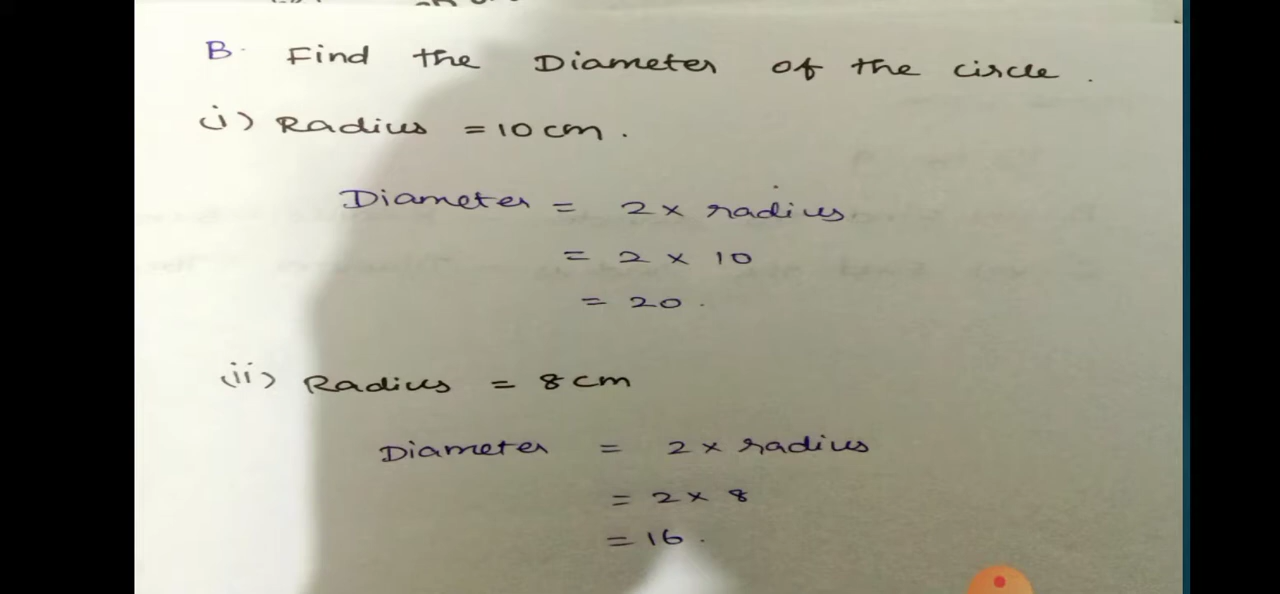 B. Find the Diameter of the circle.
(i) Radius = 10 cm.
Diameter = 2 × radius
= 2 × 10
= 20.
(ii) Radius = 8 cm
Diameter = 2 × radius
= 2 × 8
= 16.